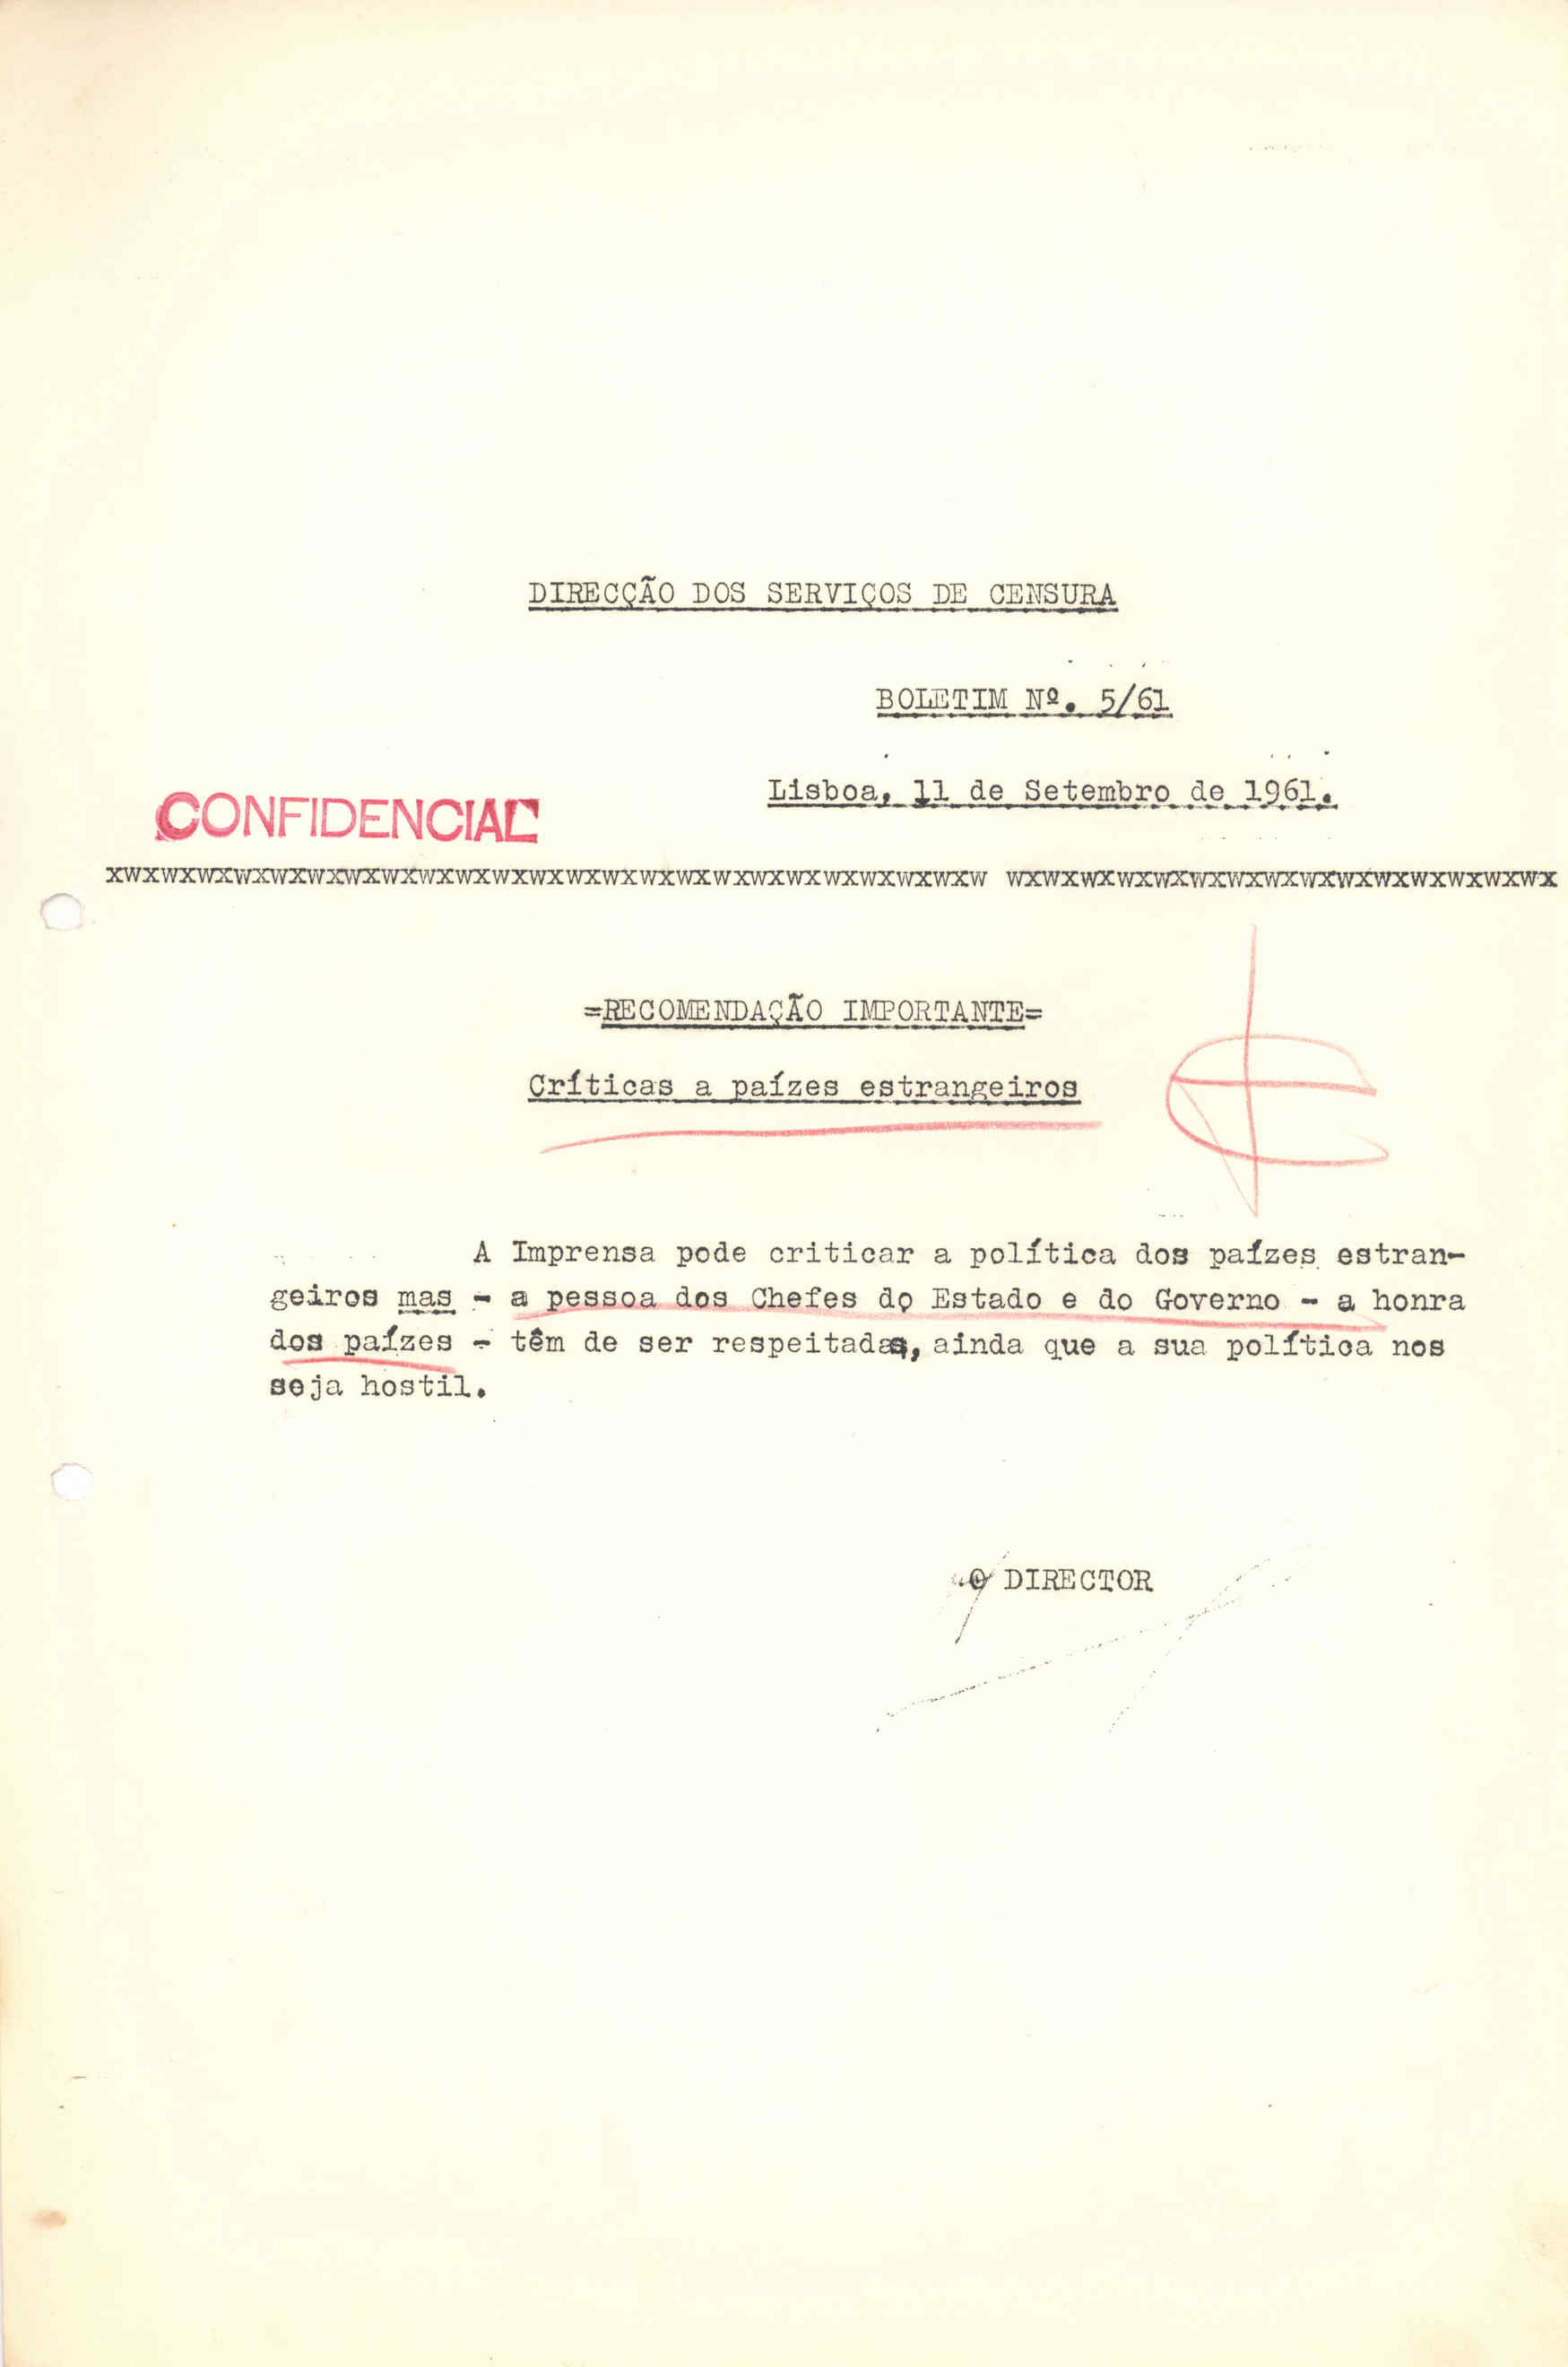 DIRECÇÃO DOS SERVIÇOS DE CENSURA
BOLETIM Nº. 5/61
Lisboa, 11 de Setembro de 1961.
CONFIDENCIAL
XWXWXWXWXWXWXWXWXWXWXWXWXWXWXWXWXWXWXWXWXWXWXWXW WXWXWXWXWXWXWXWXWXWXWXWXWXWXWX
=RECOMENDAÇÃO IMPORTANTE=
Críticas a paízes estrangeiros
A Imprensa pode criticar a política dos paízes estran-
geiros mas - a pessoa dos Chefes do Estado e do Governo - a honra
dos paízes - têm de ser respeitadas, ainda que a sua política nos
seja hostil.
O DIRECTOR